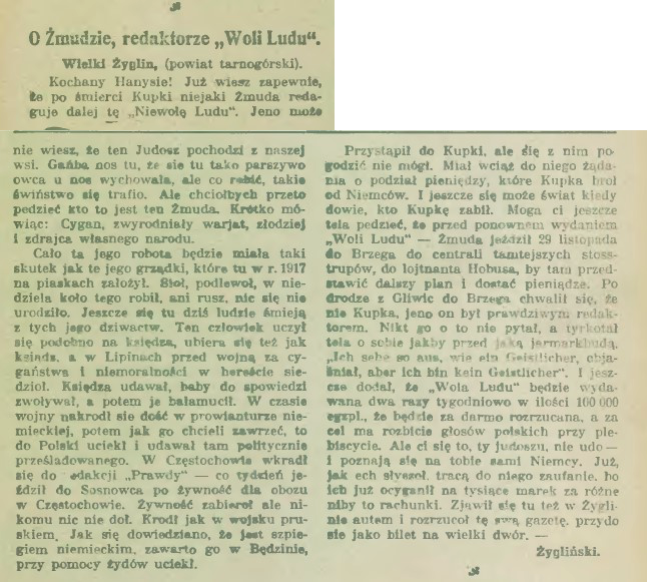 O Żmudzie, redaktorze „Woli Ludu“.
Wielki Żyglin, (powiat tarnogórski).
Kochany Hanysie! Już wiesz zapewnie,
że po śmierci Kupki niejaki Żmuda reda-
guje dalej tę „Niewolę Ludu“. Jeno może
nie wiesz, że ten Judosz pochodzi z naszej
wsi. Gańba nos tu, że sie tu tako parszywo
owca u nos wychowała, ale co robić, takie
świństwo się trafio. Ale chciołbych przeto
pedzieć kto to jest ten Żmuda. Krótko mó-
wiąc: Cygan, zwyrodniały warjat, złodziej
i zdrajca własnego narodu.
Cało ta jego robota będzie miała taki
skutek jak te jego grządki, które tu w r. 1917
na piaskach założył. Sioł, podlewoł, w nie-
dziela koło tego robił, ani rusz, nic się nie
urodziło. Jeszcze się tu dziś ludzie śmieją
z tych jego dziwactw. Ten człowiek uczył
się podobno na księdza, ubiera się też jak
ksiądz, a w Lipinach przed wojną za cy-
gaństwa i niemoralności w hereście sie-
dzioł. Księdza udawał, baby do spowiedzi
zwoływał, a potem je bałamucił. W czasie
wojny nakrodł sie dość w prowianturze nie-
mieckiej, potem jak go chcieli zawrzeć, to
do Polski uciekł i udawał tam politycznie
prześladowanego. W Częstochowie wkradł
się do edakcji „Prawdy“ — co tydzień je-
ździł do Sosnowca po żywność dla obozu
w Częstochowie. Żywność zabieroł ale ni-
komu nic nie doł. Krodł jak w wojsku pru-
skiem. Jak się dowiedziano, że jest szpie-
giem niemieckim, zawarto go w Będzinie,
przy pomocy żydów uciekł.
Przystąpił do Kupki, ale się z nim po-
godzić nie mógł. Miał wciąż do niego żąda-
nia o podział pieniędzy, które Kupka broł
od Niemców. I jeszcze się może świat kiedy
dowie, kto Kupkę zabił. Moga ci jeszcze
tela pedzieć, że przed ponownem wydaniem
„Woli Ludu“ — Żmuda jeździł 29 listopada
do Brzega do centrali tamtejszych stoss-
trupów, do lojtnanta Hobusa, by tam przed-
stawić dalszy plan i dostać pieniądze. Po
drodze z Gliwic do Brzega chwalił się, że
nie Kupka, jeno on był prawdziwym redak-
torem. Nikt go o to nie pytał, a tyrkotał
tela o sobie jakby przed jaką jarmarkbudą.
„Ich sehe so aus, wie ein Geistlicher, obja-
śniał, aber ich bin kein Geistlicher“. I jesz-
cze dodał, że „Wola Ludu“ będzie wyda-
wana dwa razy tygodniowo w ilości 100 000
egzpl., że będzie za darmo rozrzucana, a za
cel ma rozbicie głosów polskich przy ple-
biscycie. Ale ci się to, ty judoszu, nie udo —
i poznają się na tobie sami Niemcy. Już,
jak ech słyszoł, tracą do niego zaufanie, bo
ich już ocyganił na tysiące marek za różne
niby to rachunki. Zjawił się tu też w Żygli-
nie autem i rozrzucoł tę swą gazetę, przydo
sie jako bilet na wielki dwór. —
Żygliński.